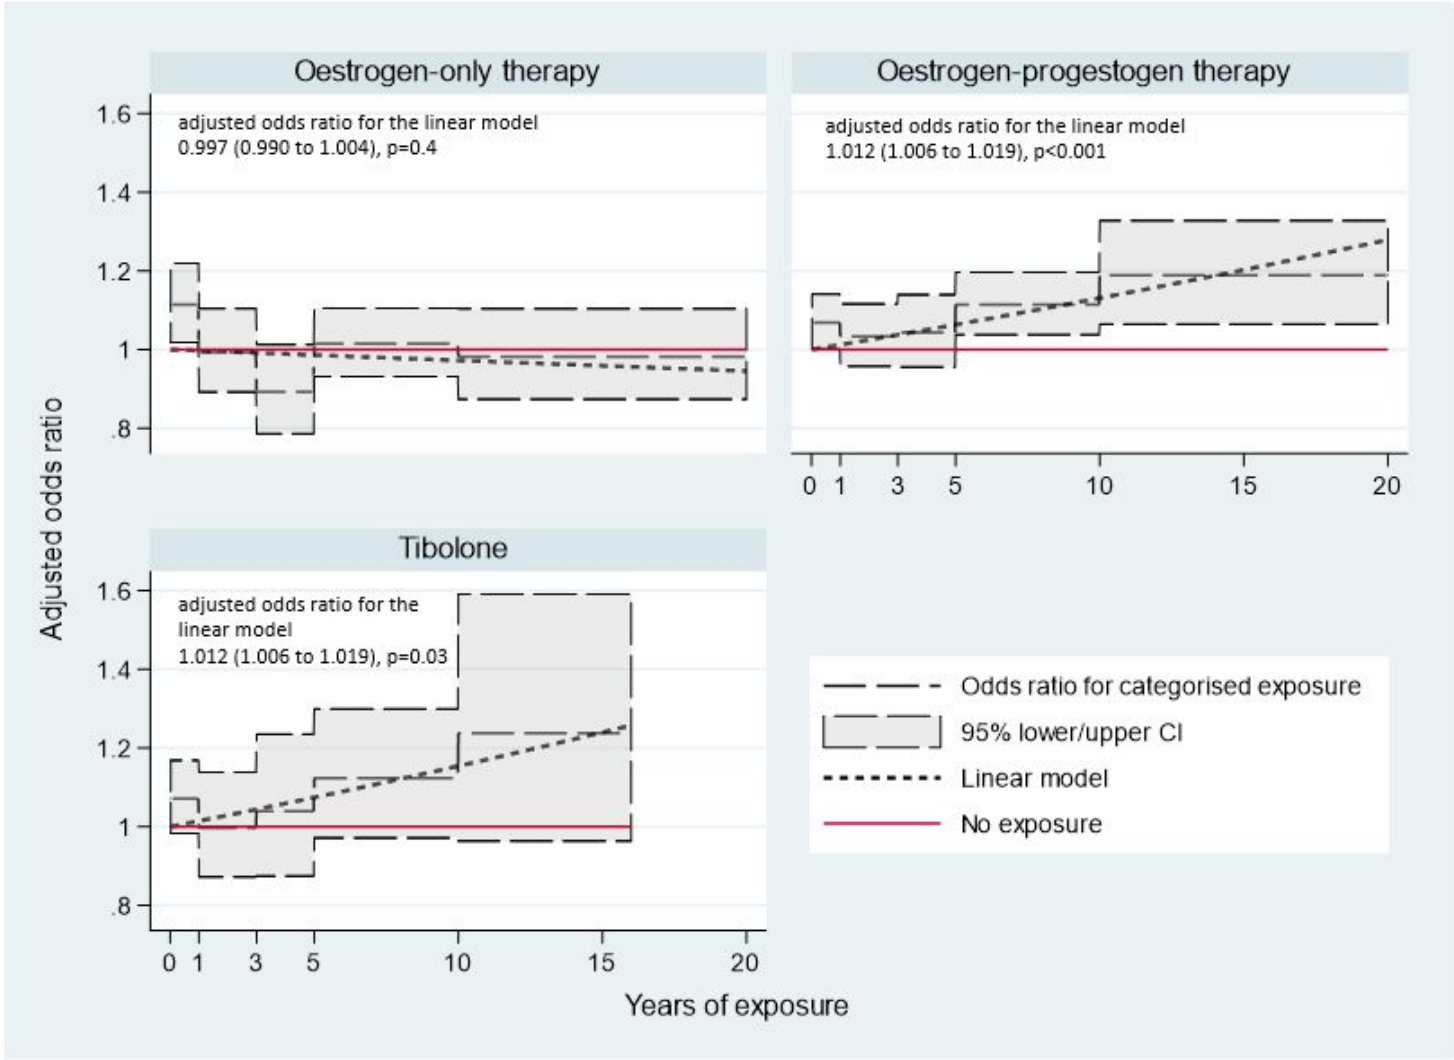 Oestrogen-only therapy
adjusted odds ratio for the linear model
0.997 (0.990 to 1.004), p=0.4
1.6
1.4
1.2
1
.8
Oestrogen-progestogen therapy
adjusted odds ratio for the linear model
1.012 (1.006 to 1.019), p<0.001
0 1 3 5 10 15 20
Adjusted odds ratio
Tibolone
adjusted odds ratio for the
linear model
1.012 (1.006 to 1.019), p=0.03
1.6
1.4
1.2
1
.8
0 1 3 5 10 15 20
Years of exposure
Odds ratio for categorised exposure
95% lower/upper CI
Linear model
No exposure